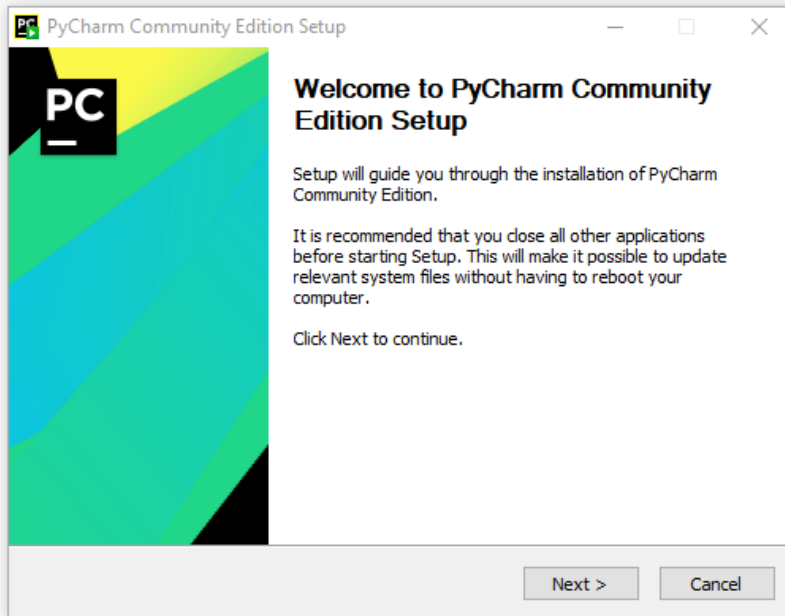 PyCharm Community Edition Setup
PC
Welcome to PyCharm Community
Edition Setup
Setup will guide you through the installation of PyCharm
Community Edition.
It is recommended that you close all other applications
before starting Setup. This will make it possible to update
relevant system files without having to reboot your
computer.
Click Next to continue.
Next >
Cancel